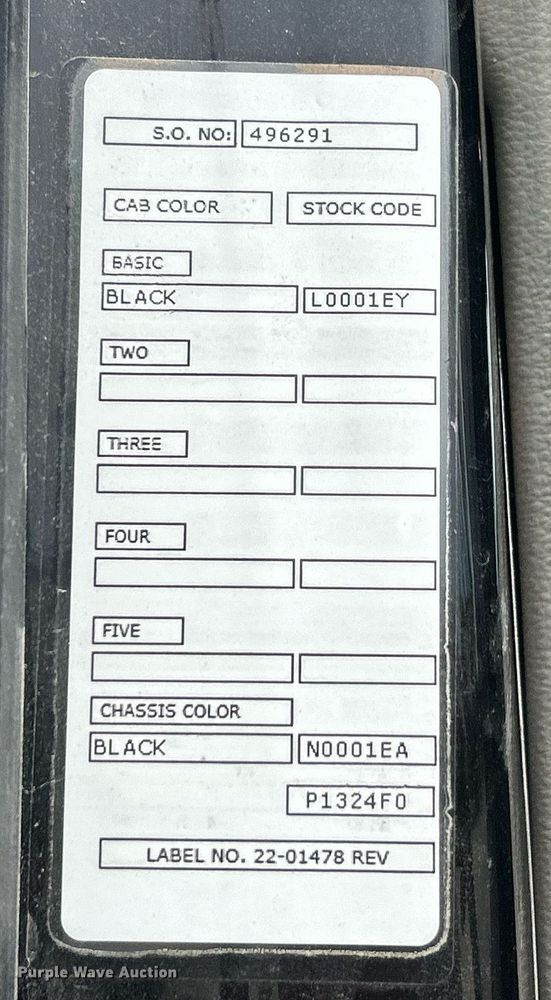 S.O. NO: 496291
CAB COLOR STOCK CODE
BASIC
BLACK L0001EY
TWO
THREE
FOUR
FIVE
CHASSIS COLOR
BLACK N0001EA
P1324F0
LABEL NO. 22-01478 REV
Purple Wave Auction